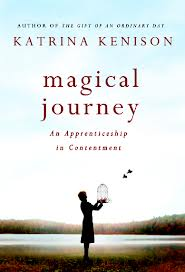 AUTHOR OF THE GIFT OF AN ORDINARY DAY
KATRINA KENISON
magical
journey
An Apprenticeship
in Contentment